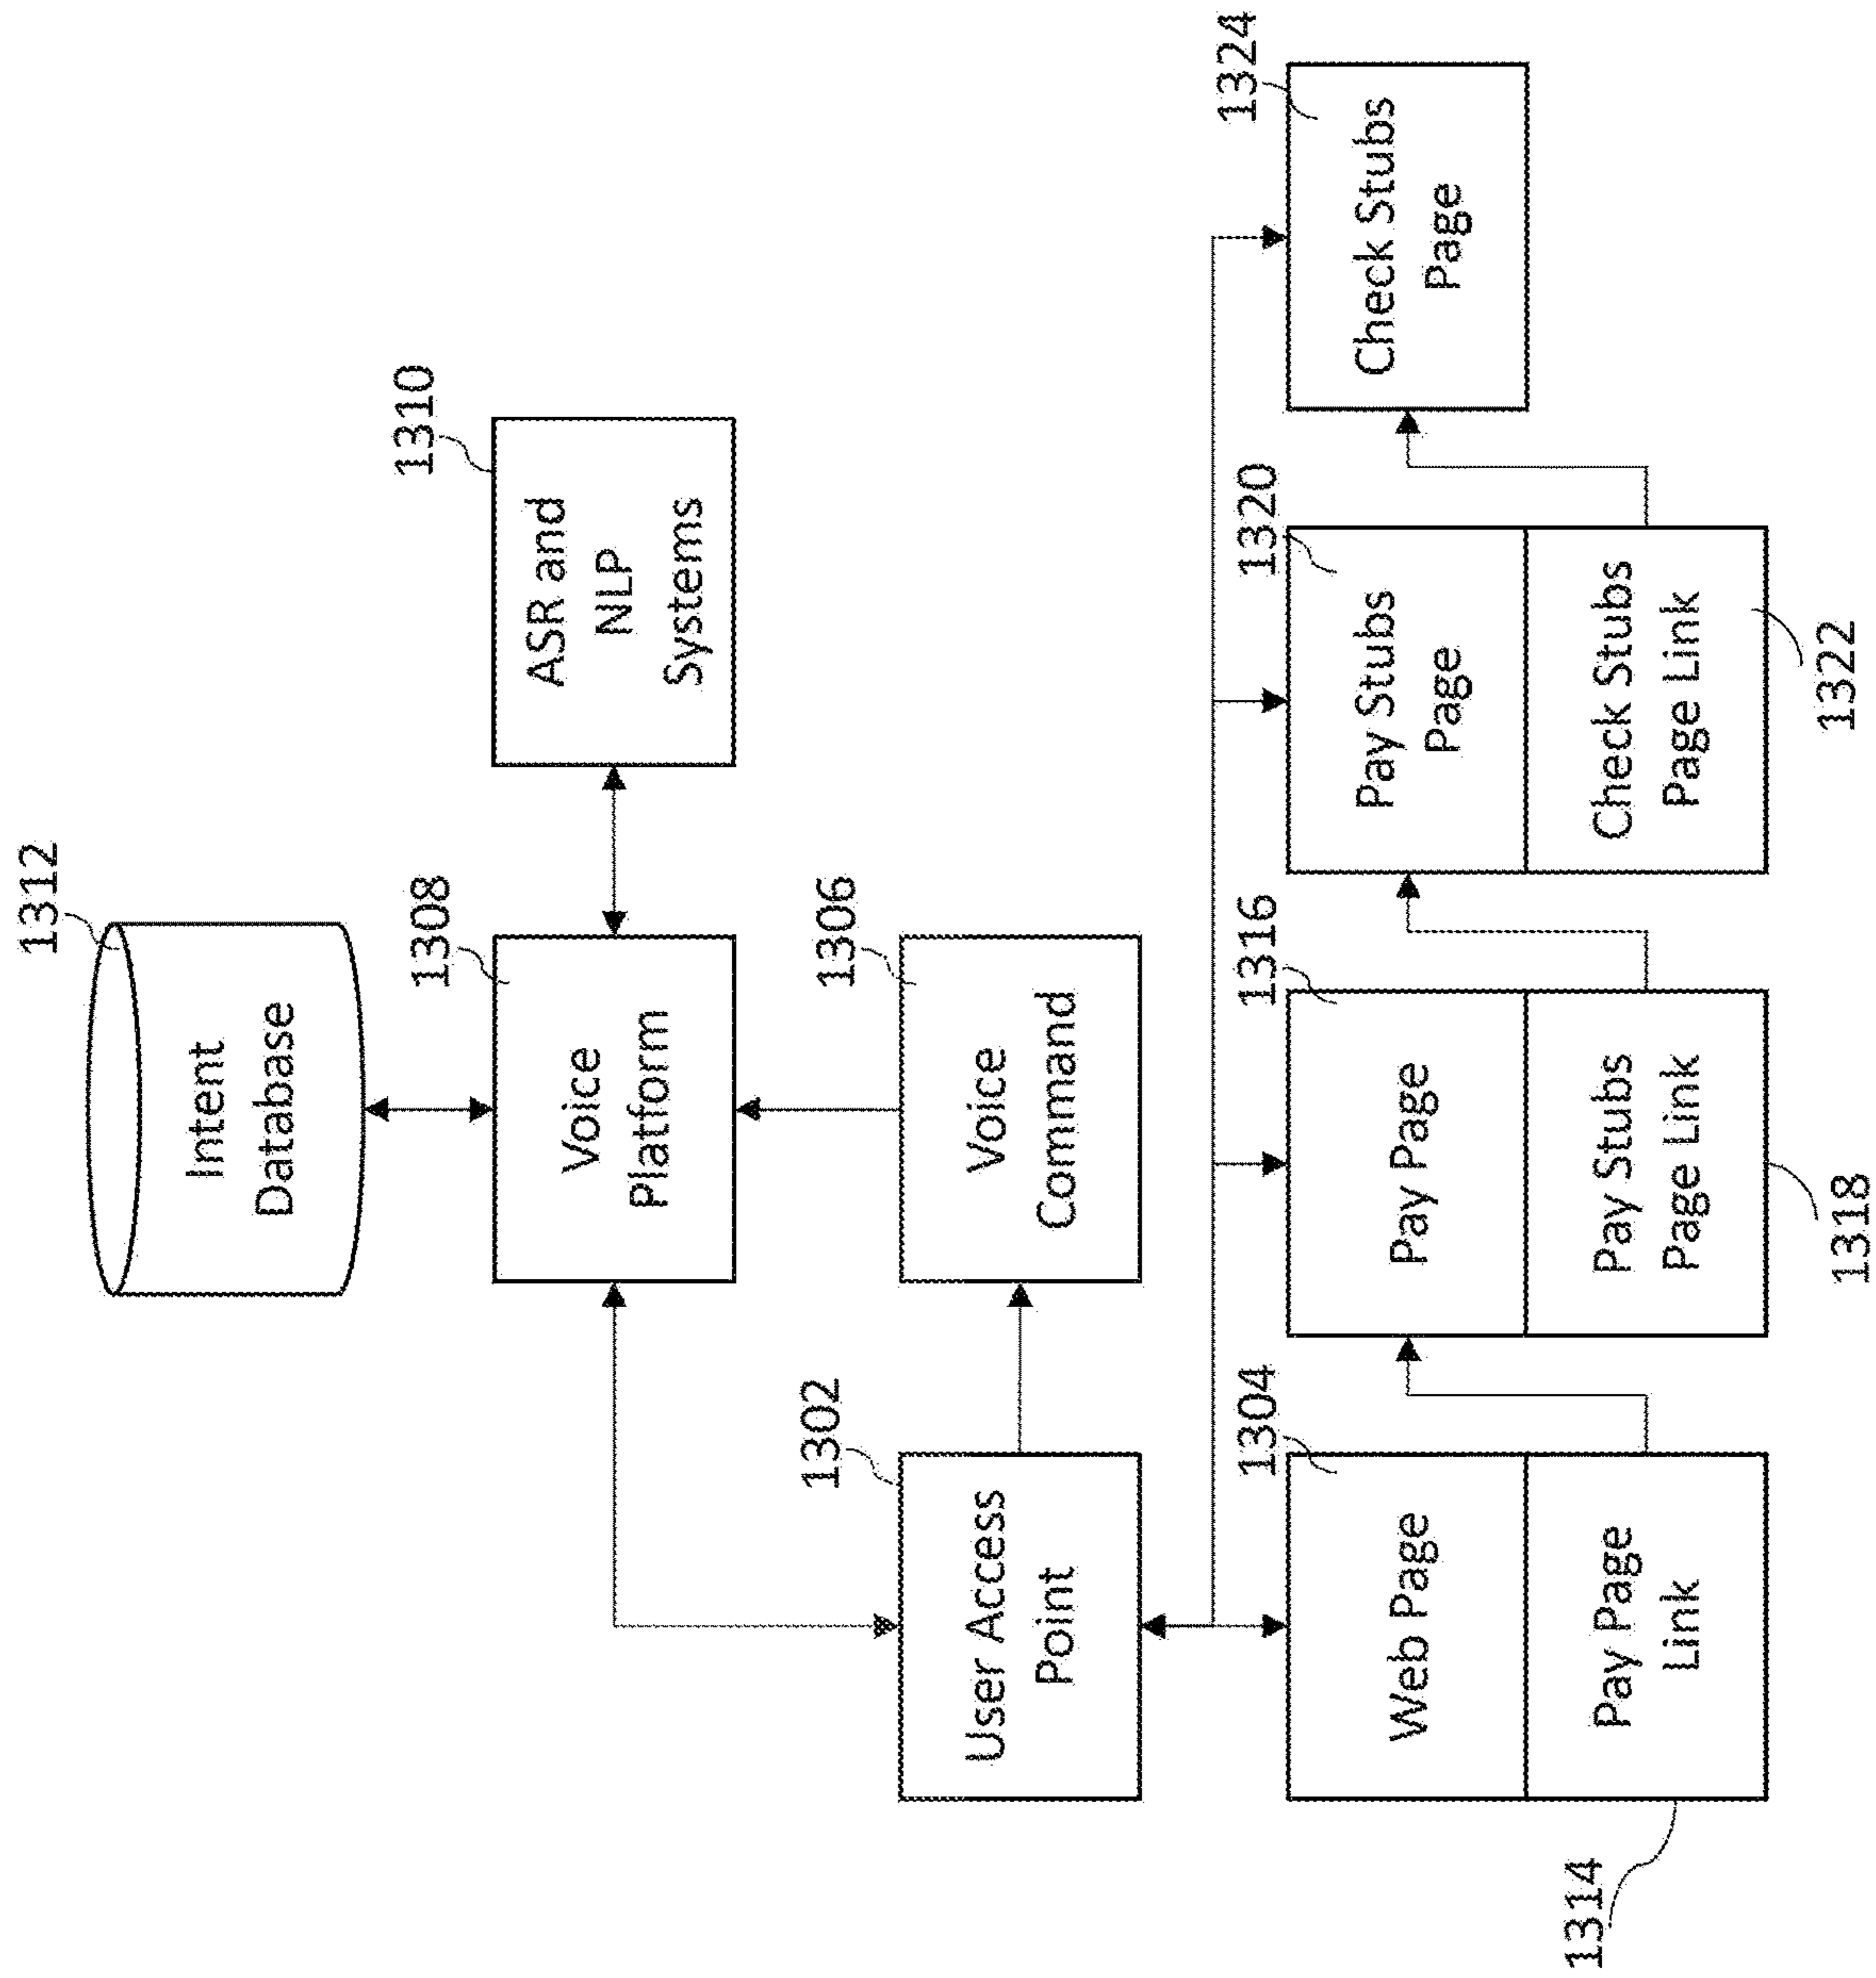 1312
Intent
Database
1308
Voice
Platform
1310
ASR and
NLP
Systems
1302
User Access
Point
1306
Voice
Command
1304
Web Page
Pay Page
Link
1314
1316
Pay Page
Pay Stubs
Page Link
1318
1320
Pay Stubs
Page
Check Stubs
Page Link
1322
1324
Check Stubs
Page